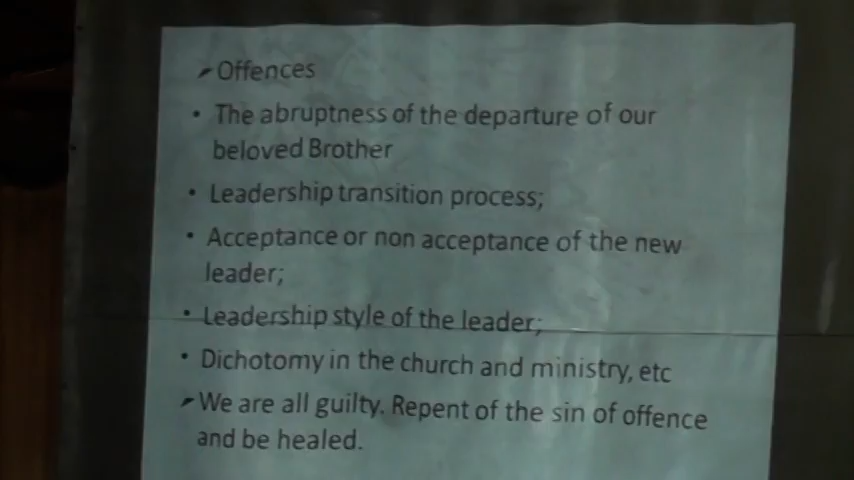 ➢Offences
• The abruptness of the departure of our
beloved Brother
• Leadership transition process;
• Acceptance or non acceptance of the new
leader;
• Leadership style of the leader;
• Dichotomy in the church and ministry, etc
➢We are all guilty. Repent of the sin of offence
and be healed.